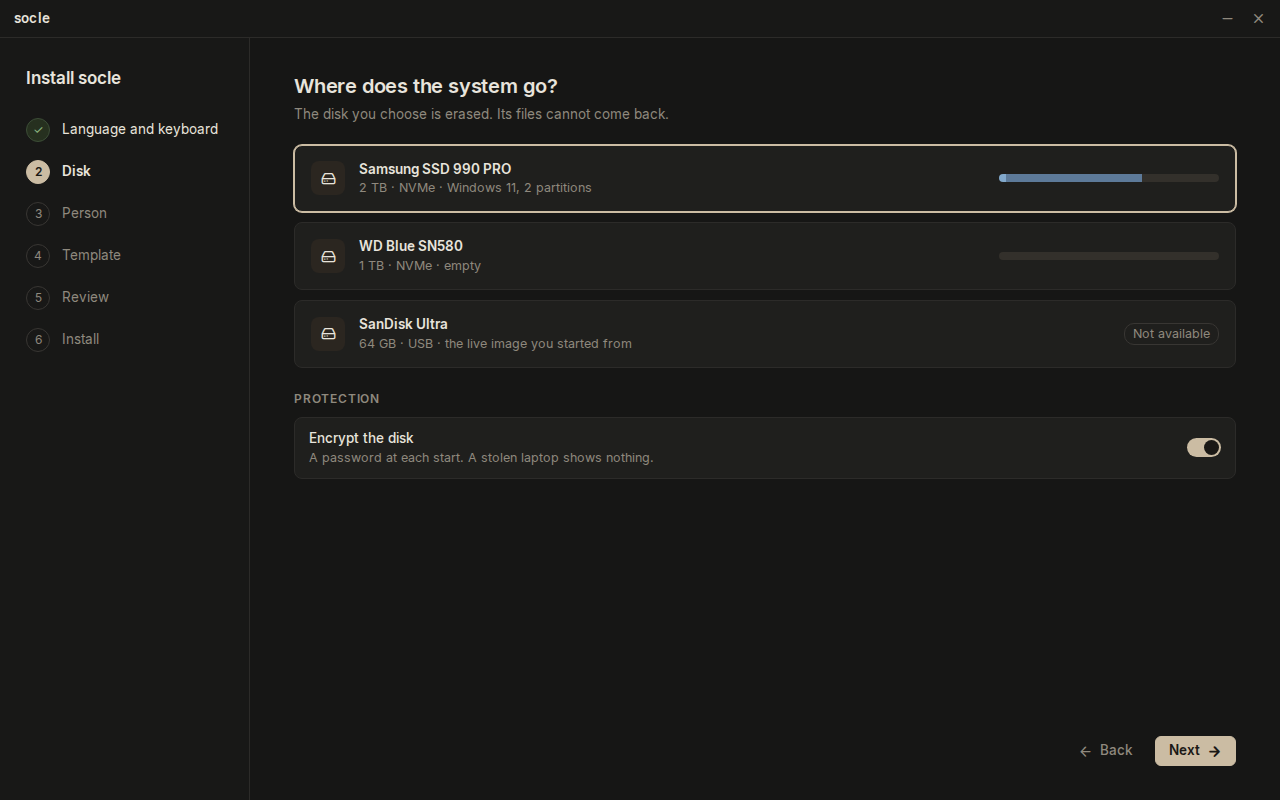 socle
Install socle
Language and keyboard
2 Disk
3 Person
4 Template
5 Review
6 Install
Where does the system go?
The disk you choose is erased. Its files cannot come back.
Samsung SSD 990 PRO
2 TB · NVMe · Windows 11, 2 partitions
WD Blue SN580
1 TB · NVMe · empty
SanDisk Ultra
64 GB · USB · the live image you started from
Not available
PROTECTION
Encrypt the disk
A password at each start. A stolen laptop shows nothing.
Back
Next